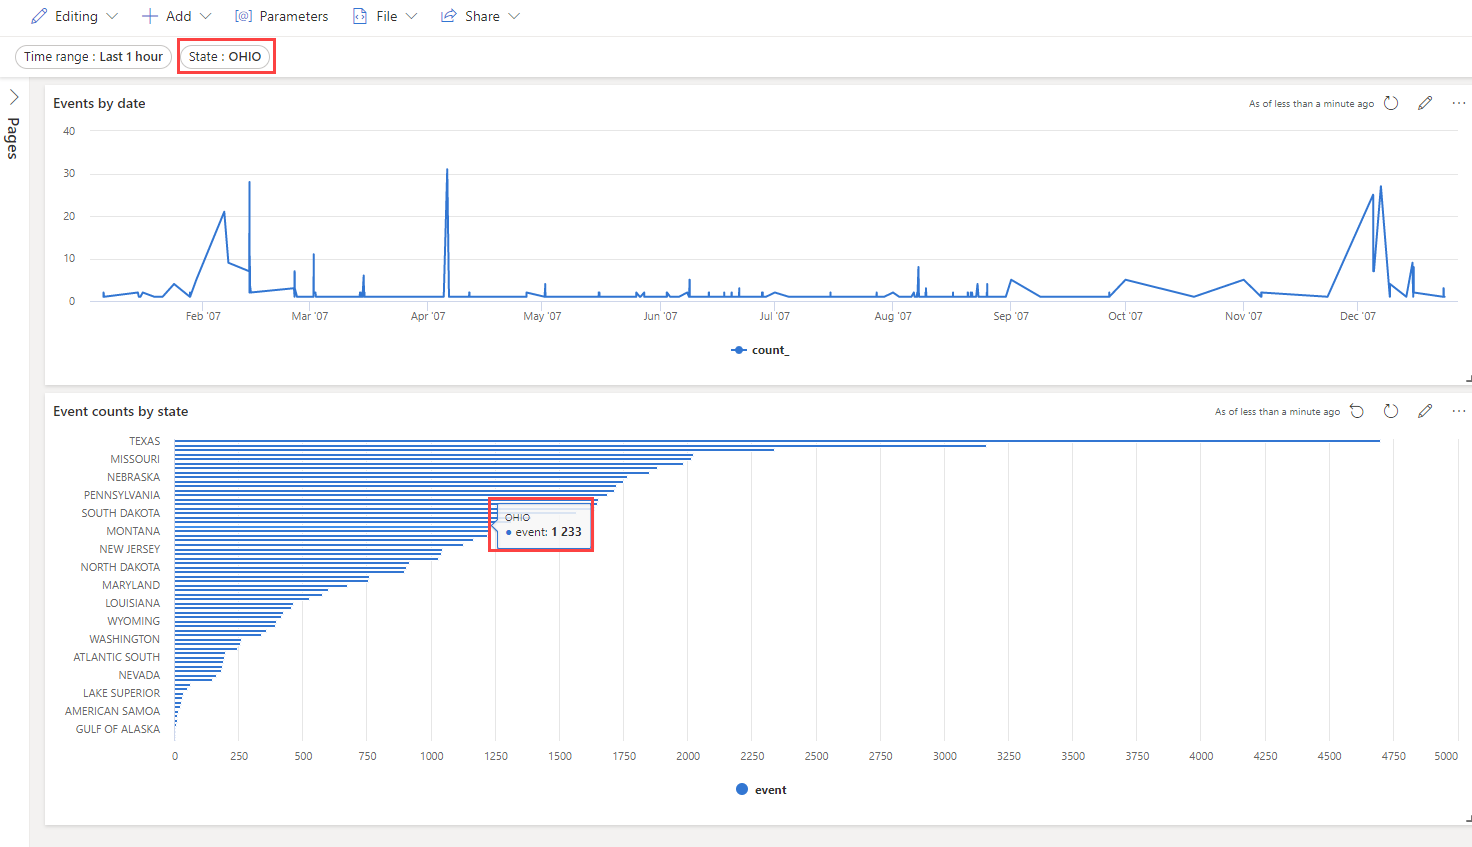 Editing Add Parameters File Share
Time range : Last 1 hour State : OHIO
Pages
Events by date As of less than a minute ago
40
30
20
10
0
Feb '07 Mar '07 Apr '07 May '07 Jun '07 Jul '07 Aug '07 Sep '07 Oct '07 Nov '07 Dec '07
count_
Event counts by state As of less than a minute ago
TEXAS
MISSOURI
NEBRASKA
PENNSYLVANIA
SOUTH DAKOTA
OHIO
event: 1 233
MONTANA
NEW JERSEY
NORTH DAKOTA
MARYLAND
LOUISIANA
WYOMING
WASHINGTON
ATLANTIC SOUTH
NEVADA
LAKE SUPERIOR
AMERICAN SAMOA
GULF OF ALASKA
0 250 500 750 1000 1250 1500 1750 2000 2250 2500 2750 3000 3250 3500 3750 4000 4250 4500 4750 5000
event